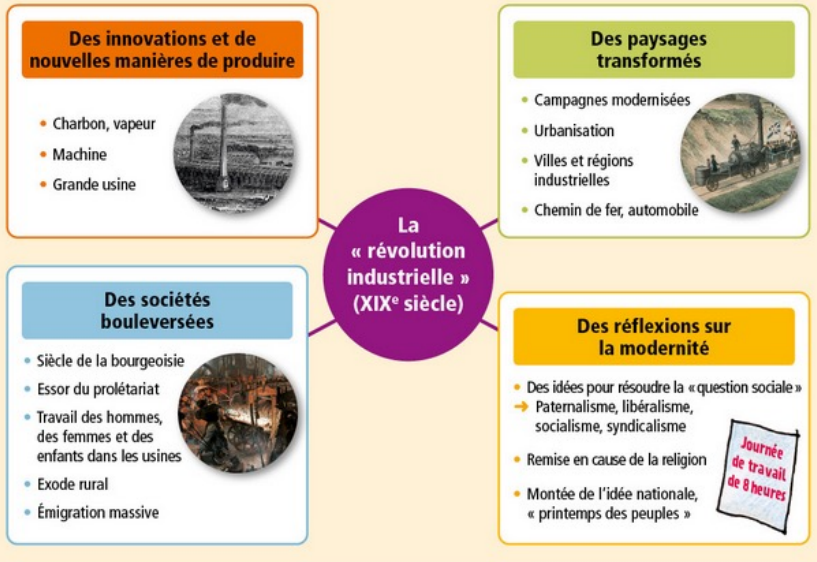 Des innovations et de
nouvelles manières de produire
• Charbon, vapeur
• Machine
• Grande usine
Des paysages
transformés
• Campagnes modernisées
• Urbanisation
• Villes et régions
industrielles
• Chemin de fer, automobile
La
« révolution
industrielle »
(XIXe siècle)
Des sociétés
bouleversées
• Siècle de la bourgeoisie
• Essor du prolétariat
• Travail des hommes,
des femmes et des
enfants dans les usines
• Exode rural
• Émigration massive
Des réflexions sur
la modernité
• Des idées pour résoudre la « question sociale »
➜ Paternalisme, libéralisme,
socialisme, syndicalisme
• Remise en cause de la religion
• Montée de l’idée nationale,
« printemps des peuples »
Journée
de travail
de 8 heures